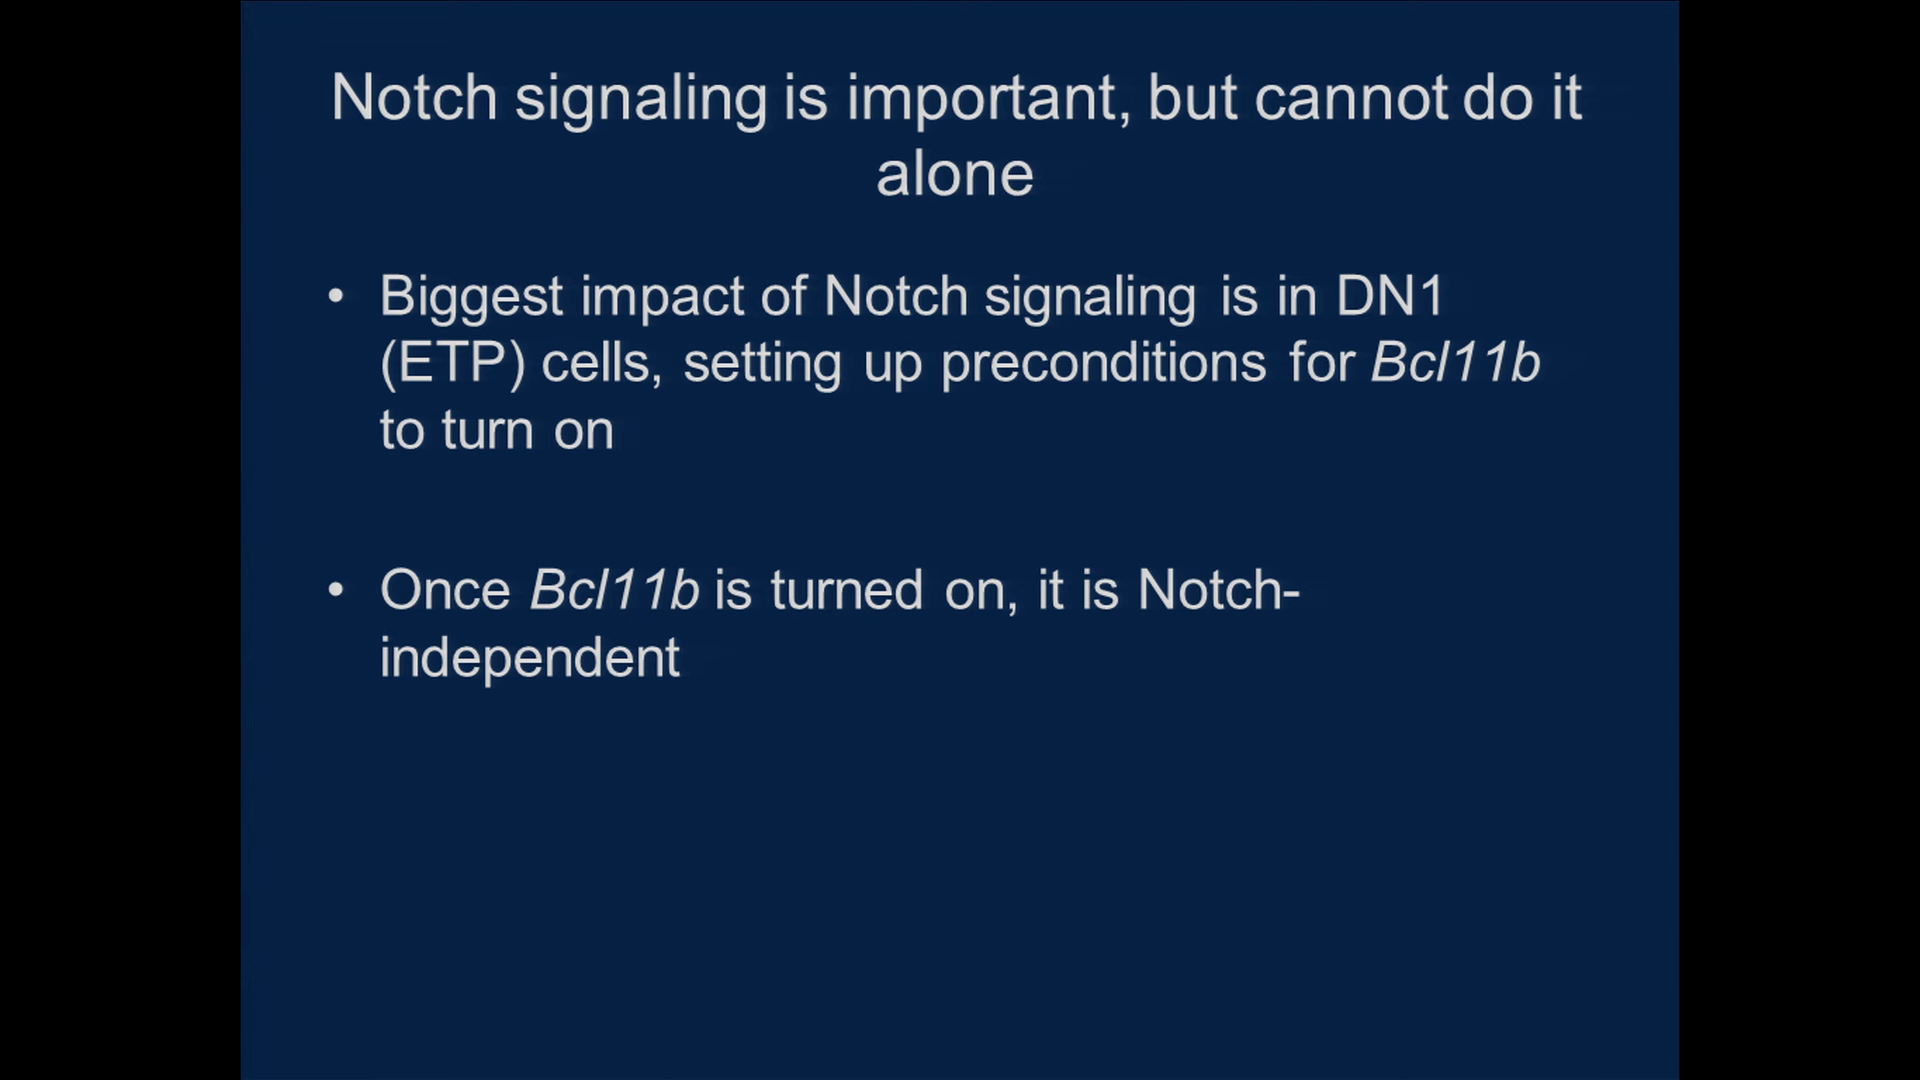 Notch signaling is important, but cannot do it
alone
• Biggest impact of Notch signaling is in DN1
(ETP) cells, setting up preconditions for Bcl11b
to turn on
• Once Bcl11b is turned on, it is Notch-
independent